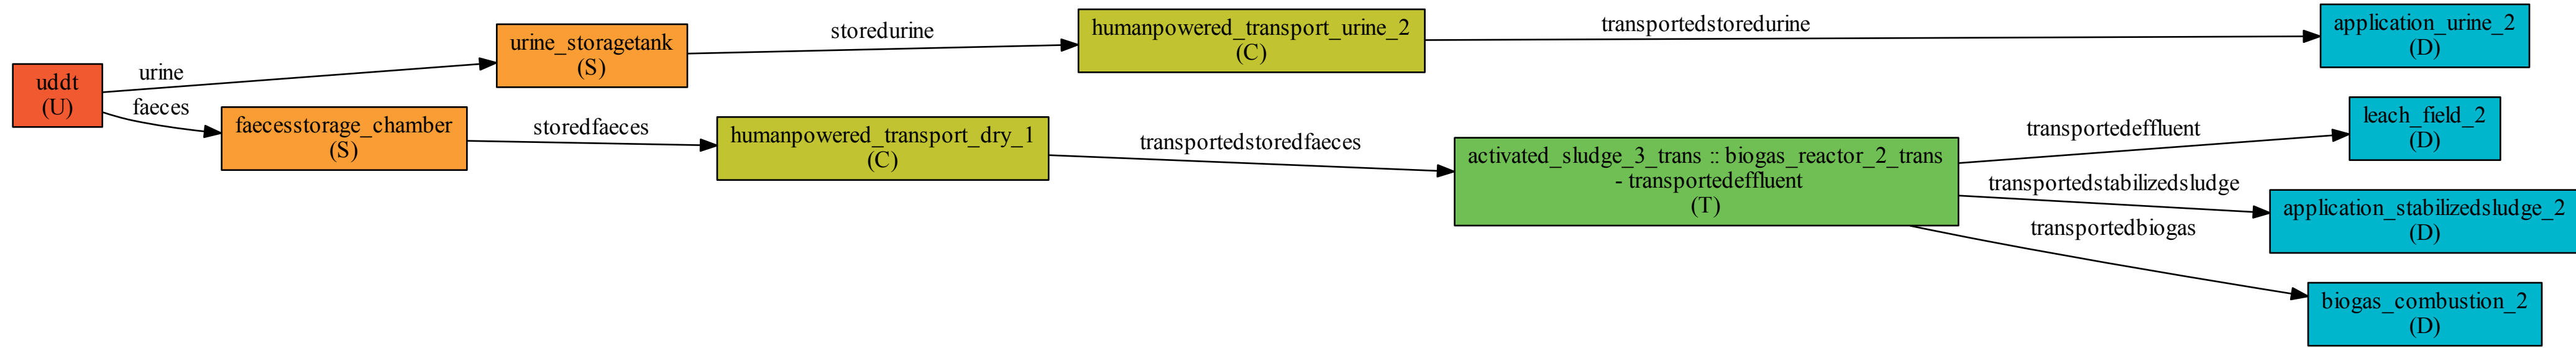 uddt
(U)
urine
faeces
urine_storagetank
(S)
faecesstorage_chamber
(S)
storedurine
storedfaeces
humanpowered_transport_urine_2
(C)
humanpowered_transport_dry_1
(C)
transportedstoredurine
transportedstoredfaeces
activated_sludge_3_trans :: biogas_reactor_2_trans
- transportedeffluent
(T)
transportedeffluent
transportedstabilizedsludge
transportedbiogas
application_urine_2
(D)
leach_field_2
(D)
application_stabilizedsludge_2
(D)
biogas_combustion_2
(D)